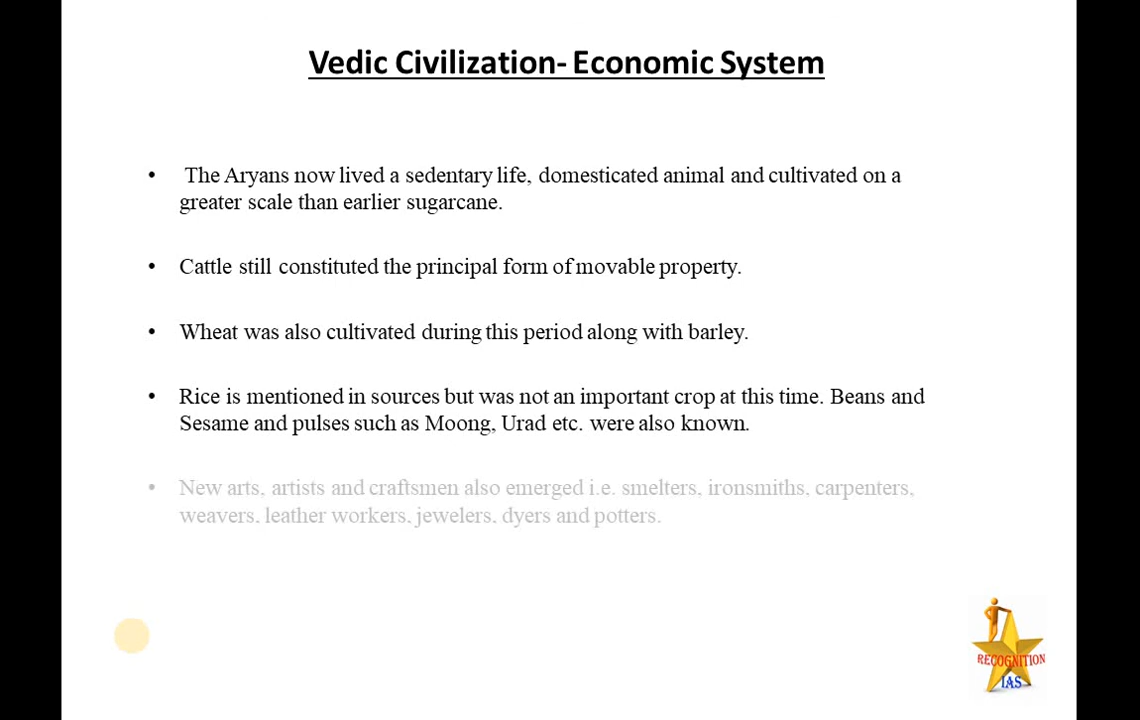 Vedic Civilization- Economic System
• The Aryans now lived a sedentary life, domesticated animal and cultivated on a
greater scale than earlier sugarcane.
• Cattle still constituted the principal form of movable property.
• Wheat was also cultivated during this period along with barley.
• Rice is mentioned in sources but was not an important crop at this time. Beans and
Sesame and pulses such as Moong, Urad etc. were also known.
• New arts, artists and craftsmen also emerged i.e. smelters, ironsmiths, carpenters,
weavers, leather workers, jewelers, dyers and potters.
RECOGNITION
IAS